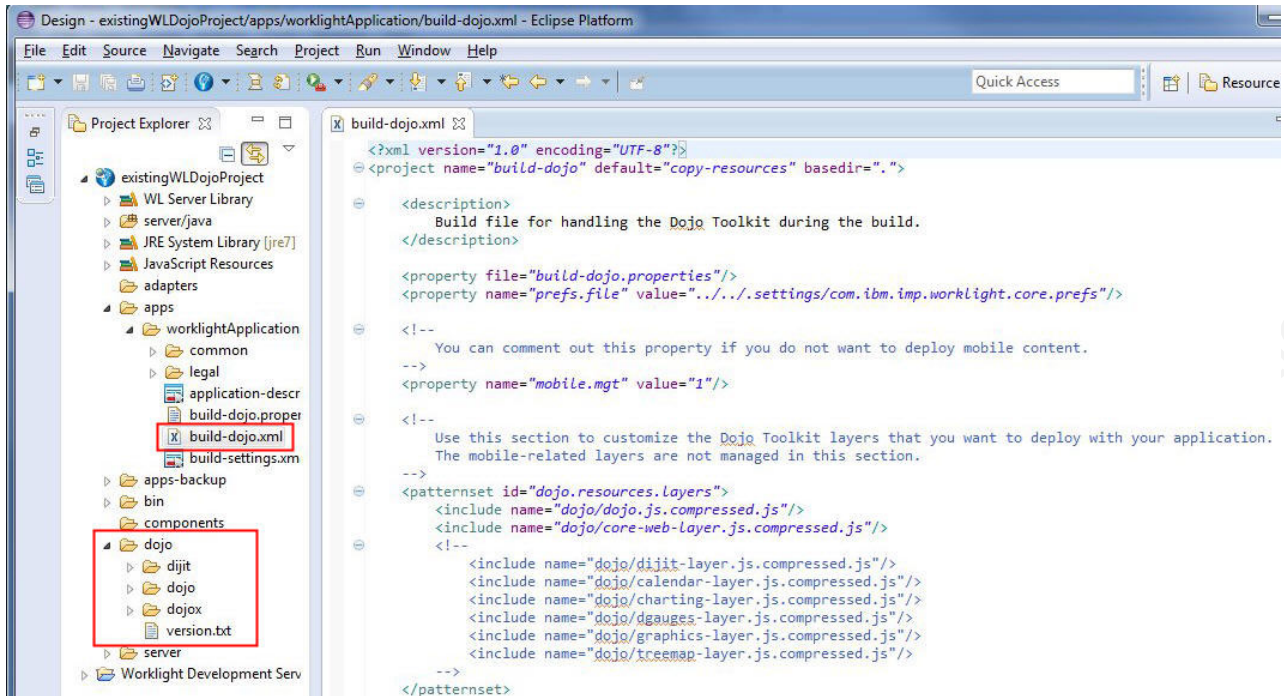 Design - existingWLDojoProject/apps/worklightApplication/build-dojo.xml - Eclipse Platform
File Edit Source Navigate Search Project Run Window Help
Quick Access
Resource
Project Explorer
existingWLDojoProject
WL Server Library
server/java
JRE System Library [jre7]
JavaScript Resources
adapters
apps
worklightApplication
common
legal
application-descr
build-dojo.proper
build-dojo.xml
build-settings.xm
apps-backup
bin
components
dojo
dijit
dojo
dojox
version.txt
server
Worklight Development Serv
build-dojo.xml
<?xml version="1.0" encoding="UTF-8"?>
<project name="build-dojo" default="copy-resources" basedir=".">
<description>
Build file for handling the Dojo Toolkit during the build.
</description>
<property file="build-dojo.properties"/>
<property name="prefs.file" value="../../.settings/com.ibm.imp.worklight.core.prefs"/>
<!--
You can comment out this property if you do not want to deploy mobile content.
-->
<property name="mobile.mgt" value="1"/>
<!--
Use this section to customize the Dojo Toolkit layers that you want to deploy with your application.
The mobile-related layers are not managed in this section.
-->
<patternset id="dojo.resources.layers">
<include name="dojo/dojo.js.compressed.js"/>
<include name="dojo/core-web-layer.js.compressed.js"/>
<!--
<include name="dojo/dijit-layer.js.compressed.js"/>
<include name="dojo/calendar-layer.js.compressed.js"/>
<include name="dojo/charting-layer.js.compressed.js"/>
<include name="dojo/dgauges-layer.js.compressed.js"/>
<include name="dojo/graphics-layer.js.compressed.js"/>
<include name="dojo/treemap-layer.js.compressed.js"/>
-->
</patternset>